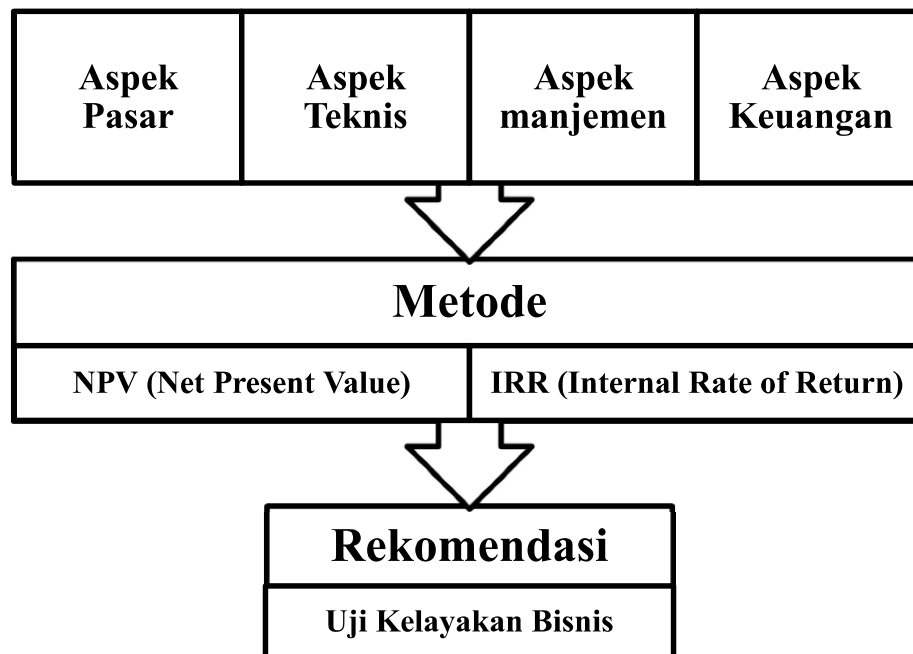 Aspek
Pasar
Aspek
Teknis
Aspek
manjemen
Aspek
Keuangan
Metode
NPV (Net Present Value)
IRR (Internal Rate of Return)
Rekomendasi
Uji Kelayakan Bisnis